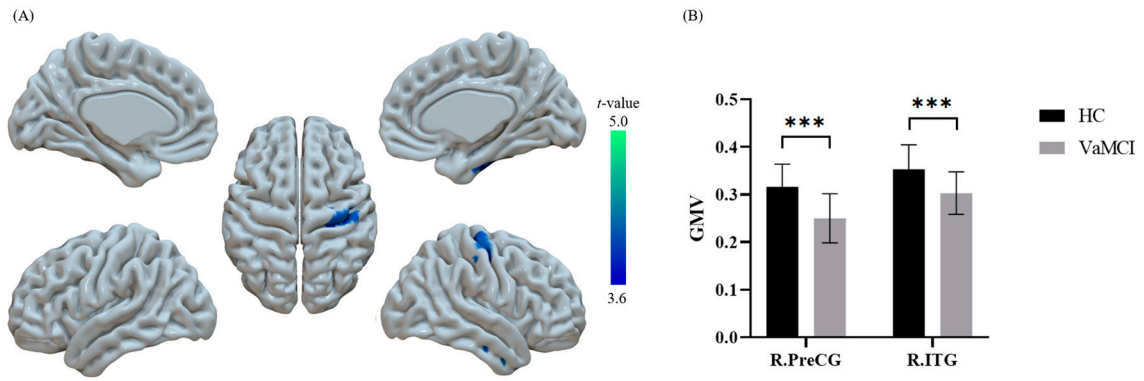 (A)
t-value
5.0
3.6
(B)
GMV
0.5
0.4
0.3
0.2
0.1
0.0
***
***
R.PreCG
R.ITG
HC
VaMCI